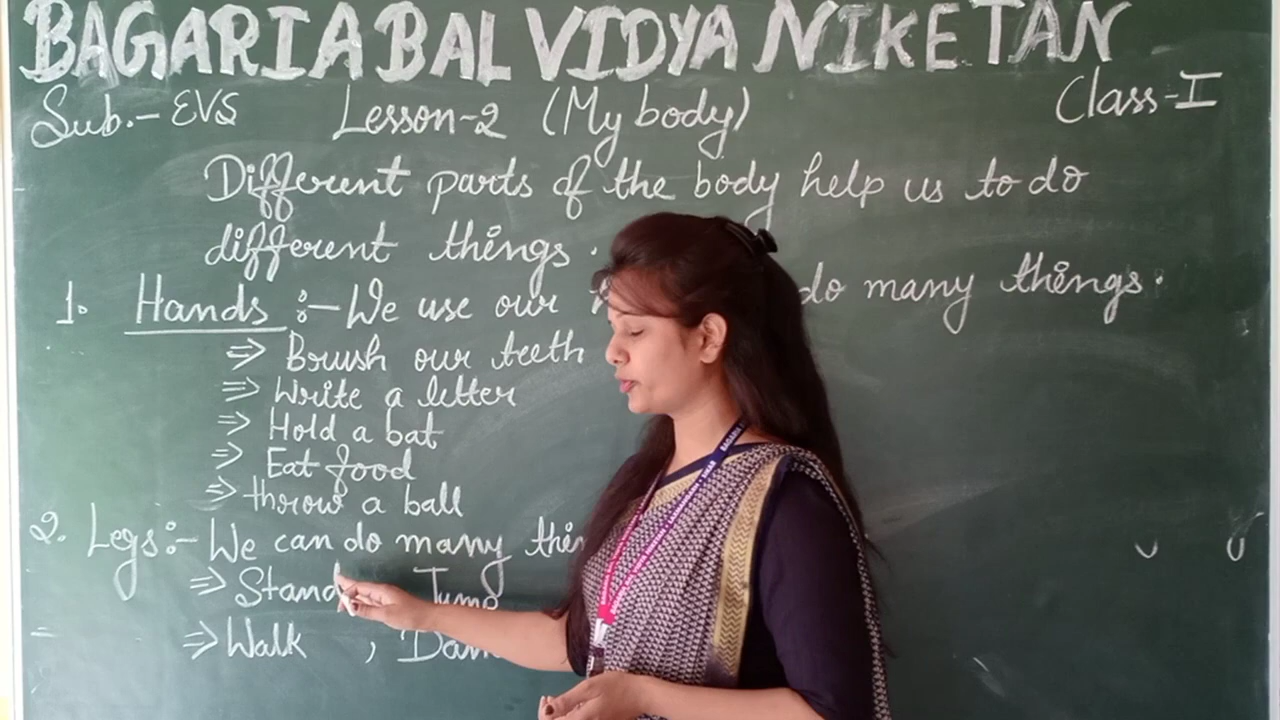 BAGARIA BAL VIDYA NIKETAN
Sub.- EVS Lesson-2 (My body) Class-I
Different parts of the body help us to do
different things.
1. Hands :- We use our do many things.
⇒ Brush our teeth
⇒ Write a letter
⇒ Hold a bat
⇒ Eat food
⇒ throw a ball
2. Legs:- We can do many
⇒ Stand Jump
⇒ Walk ,
BAGARIA